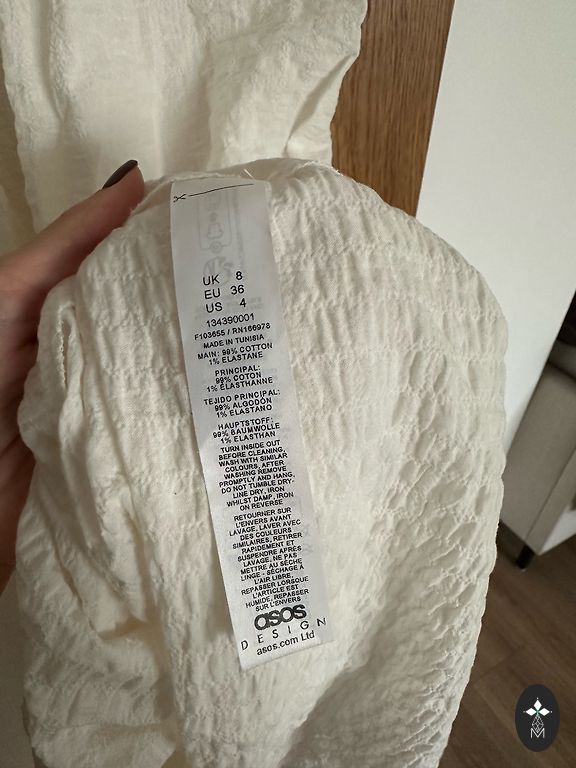 UK 8
EU 36
US 4
134390001
F103655 / RN166978
MADE IN TUNISIA
MAIN: 99% COTTON
1% ELASTANE
PRINCIPAL:
99% COTON
1% ÉLASTHANNE
TEJIDO PRINCIPAL:
99% ALGODÓN
1% ELASTANO
HAUPTSTOFF:
99% BAUMWOLLE
1% ELASTHAN
TURN INSIDE OUT
BEFORE CLEANING,
WASH WITH SIMILAR
COLOURS, AFTER
WASHING REMOVE
PROMPTLY AND HANG,
DO NOT TUMBLE DRY-
LINE DRY, IRON
WHILST DAMP, IRON
ON REVERSE
RETOURNER SUR
L'ENVERS AVANT
LAVAGE, LAVER AVEC
DES COULEURS
SIMILAIRES, RETIRER
RAPIDEMENT ET
SUSPENDRE APRÈS
LAVAGE, NE PAS
METTRE AU SÈCHE
LINGE - SÉCHAGE À
L'AIR LIBRE,
REPASSER LORSQUE
L'ARTICLE EST
HUMIDE, REPASSER
SUR L'ENVERS
asos
DESIGN
asos.com Ltd
M